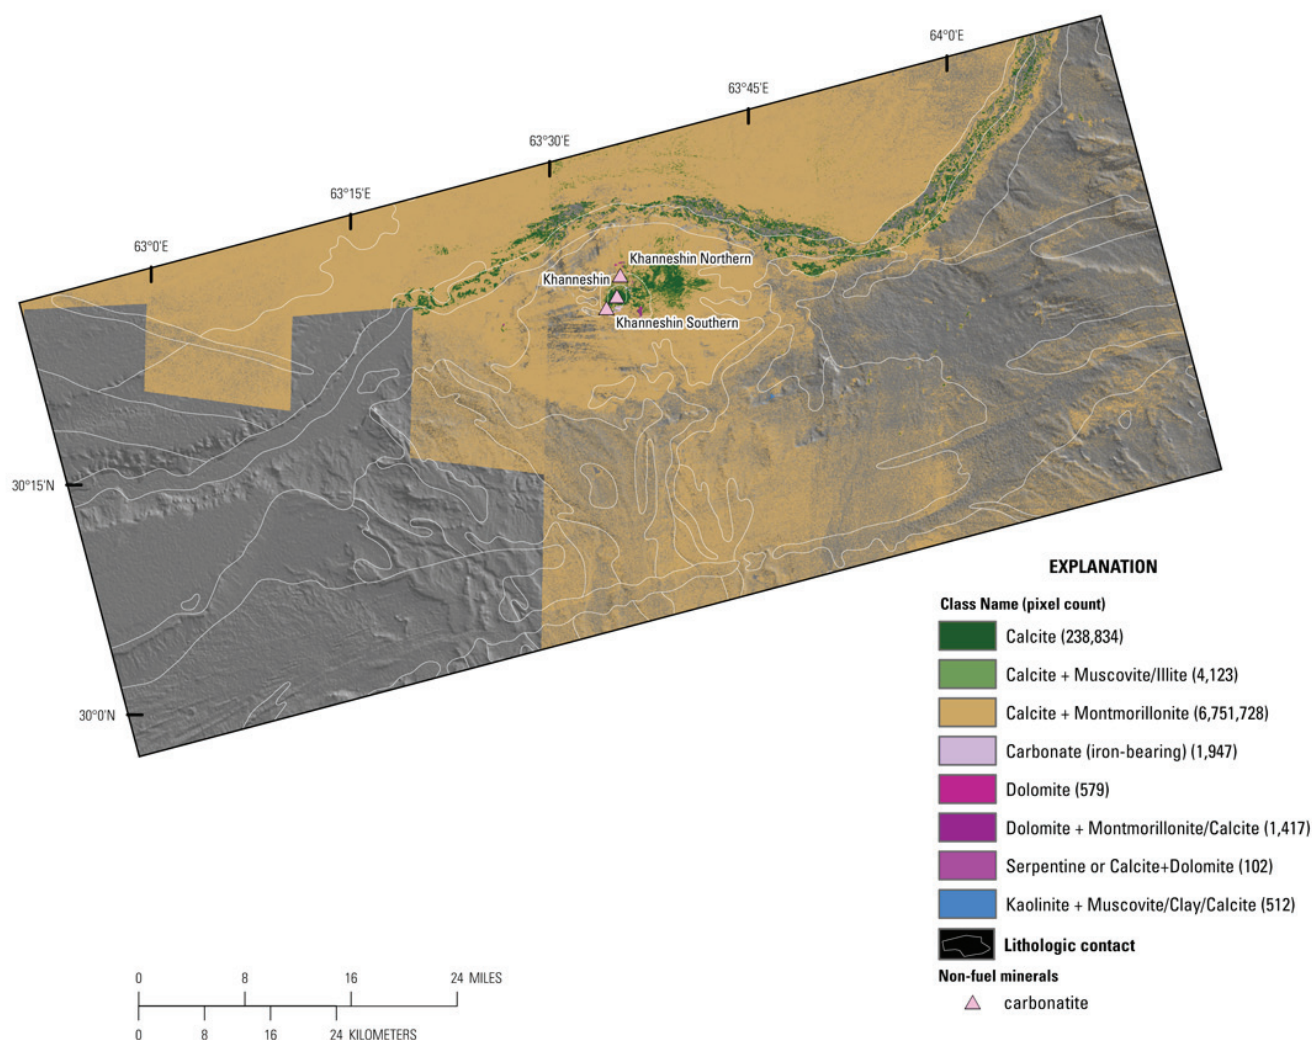 64°0'E
63°45'E
63°30'E
63°15'E
63°0'E
Khanneshin Northern
Khanneshin
Khanneshin Southern
30°15'N
30°0'N
EXPLANATION
Class Name (pixel count)
Calcite (238,834)
Calcite + Muscovite/Illite (4,123)
Calcite + Montmorillonite (6,751,728)
Carbonate (iron-bearing) (1,947)
Dolomite (579)
Dolomite + Montmorillonite/Calcite (1,417)
Serpentine or Calcite+Dolomite (102)
Kaolinite + Muscovite/Clay/Calcite (512)
Lithologic contact
Non-fuel minerals
carbonatite
0 8 16 24 MILES
0 8 16 24 KILOMETERS